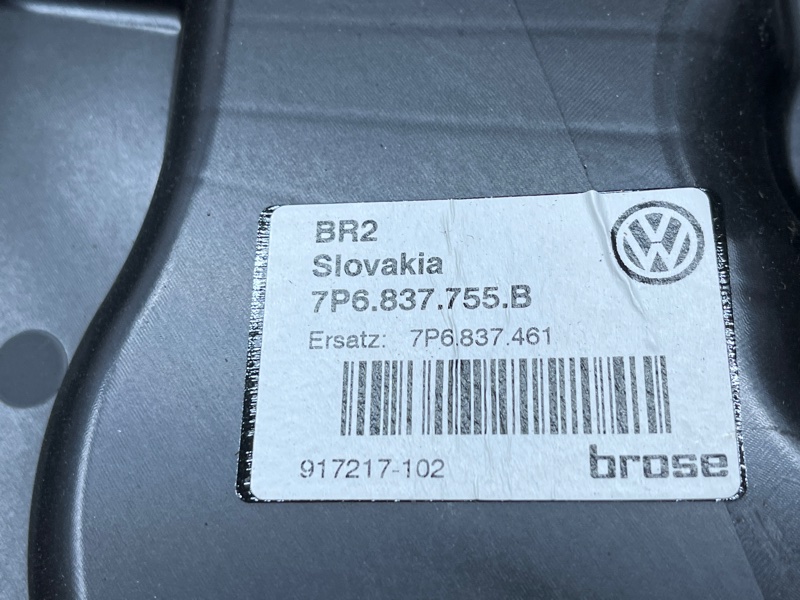 BR2
Slovakia
7P6.837.755.B
Ersatz: 7P6.837.461
917217-102
brose